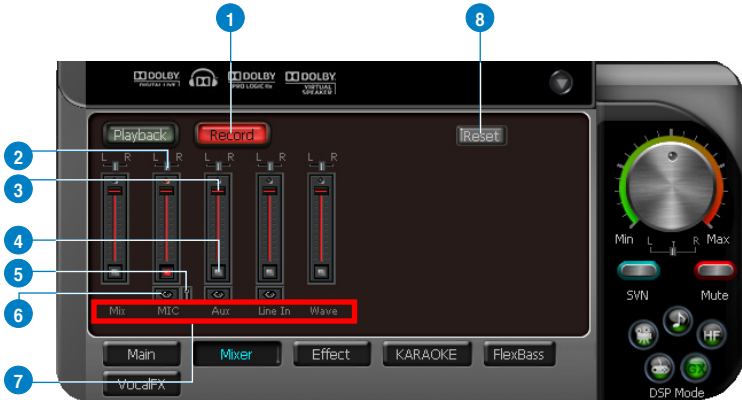 1
8
DOLBY DIGITAL LIVE
DOLBY PRO LOGIC IIx
DOLBY VIRTUAL SPEAKER
Playback
Record
Reset
2
L R L R L R L R L R
3
4
5
6
Mix MIC Aux Line In Wave
7
Main Mixer Effect KARAOKE FlexBass
VocalFX
Min L R Max
SVN Mute
HF
GX
DSP Mode